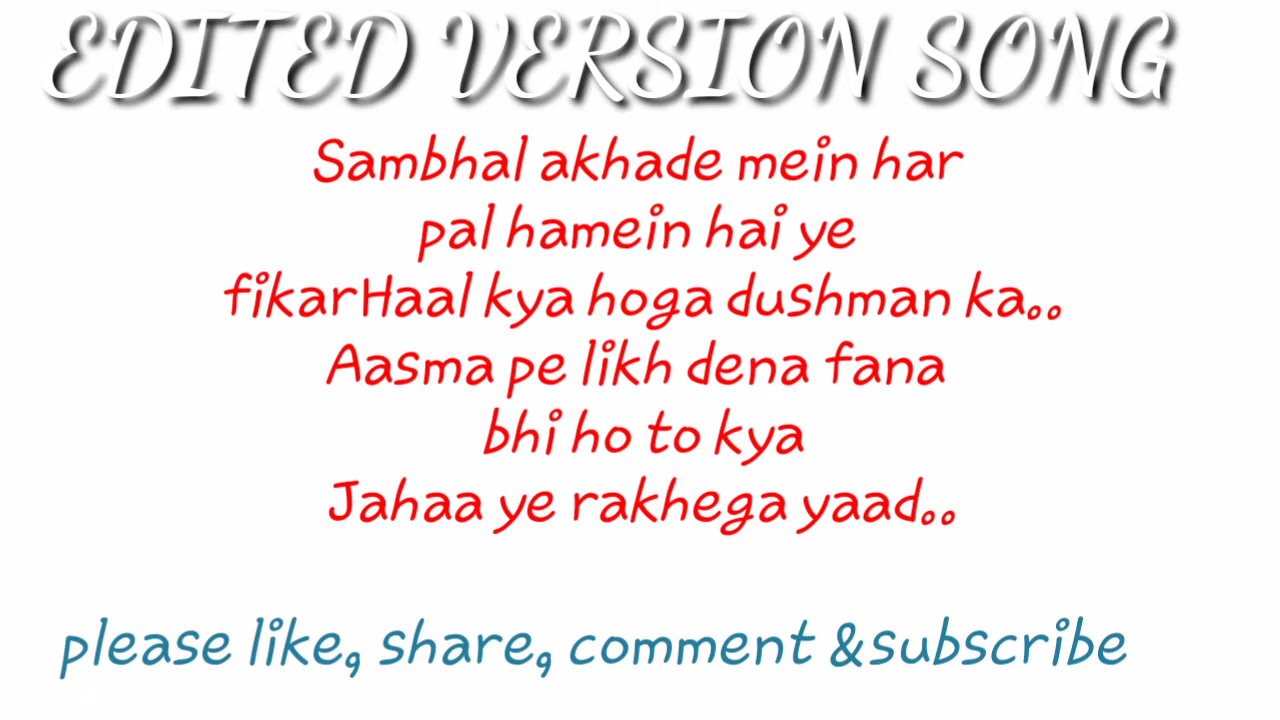 EDITED VERSION SONG
Sambhal akhade mein har
pal hamein hai ye
fikarHaal kya hoga dushman ka..
Aasma pe likh dena fana
bhi ho to kya
Jahaa ye rakhega yaad..
please like, share, comment &subscribe